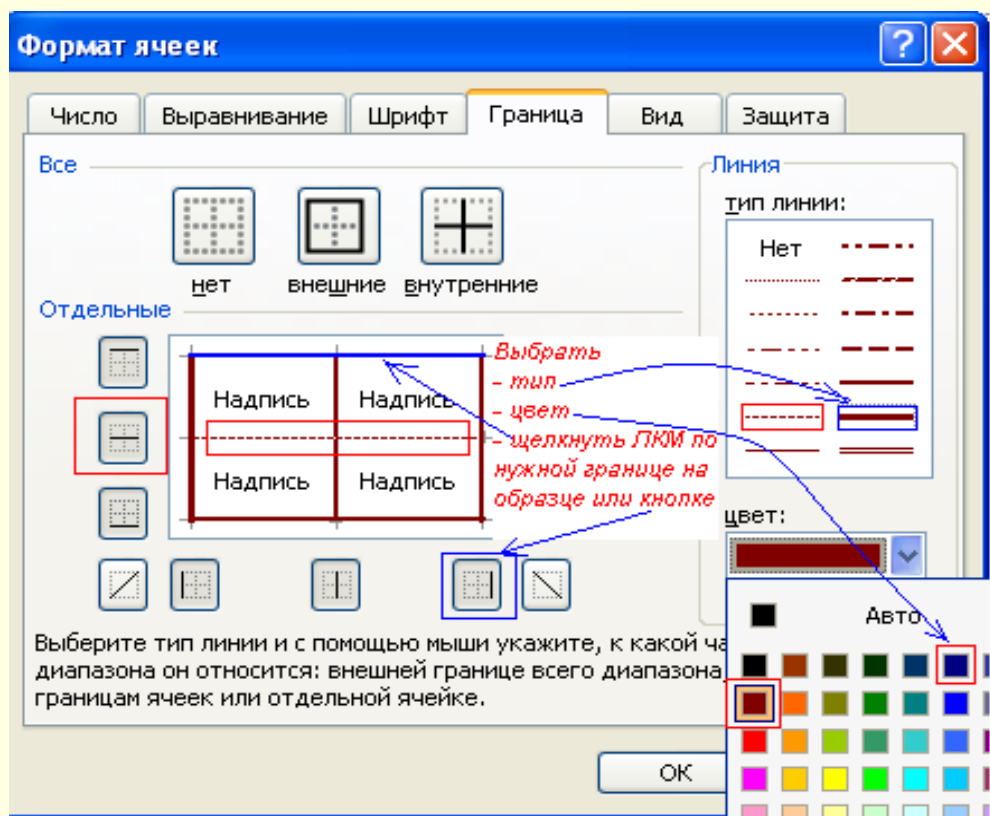 Формат ячеек
Число Выравнивание Шрифт Граница Вид Защита
Все
нет внешние внутренние
Отдельные
Надпись Надпись
Надпись Надпись
Выбрать
- тип
- цвет
- щелкнуть ЛКМ по
нужной границе на
образце или кнопке
Линия
тип линии:
Нет
цвет:
Авто
Выберите тип линии и с помощью мыши укажите, к какой
диапазона он относится: внешней границе всего диапазона,
границам ячеек или отдельной ячейке.
ОК